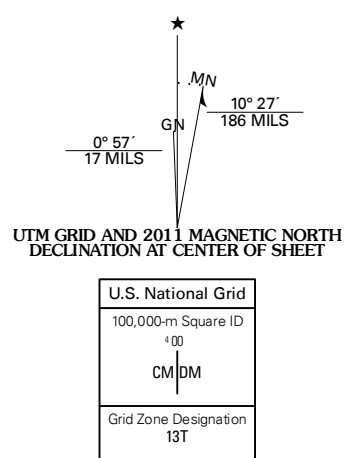 ★
MN
GN
10° 27´
186 MILS
0° 57´
17 MILS
UTM GRID AND 2011 MAGNETIC NORTH
DECLINATION AT CENTER OF SHEET
U.S. National Grid
100,000-m Square ID
4 00
CM DM
Grid Zone Designation
13T